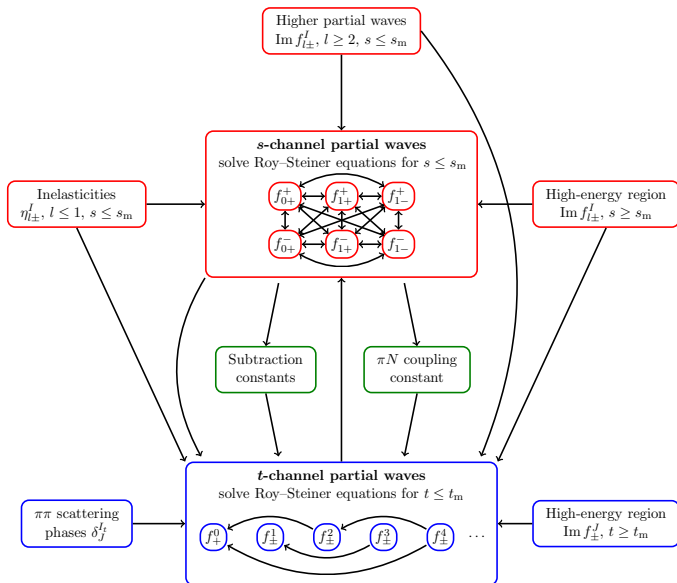 Higher partial waves
Im f^I_{l±}, l ≥ 2, s ≤ s_m
s-channel partial waves
solve Roy–Steiner equations for s ≤ s_m
f^+_{0+} f^+_{1+} f^+_{1−}
f^−_{0+} f^−_{1+} f^−_{1−}
Inelasticities
η^I_{l±}, l ≤ 1, s ≤ s_m
High-energy region
Im f^I_{l±}, s ≥ s_m
Subtraction
constants
πN coupling
constant
t-channel partial waves
solve Roy–Steiner equations for t ≤ t_m
f^0_+ f^1_± f^2_± f^3_± f^4_± ···
ππ scattering
phases δ^{I_t}_J
High-energy region
Im f^J_±, t ≥ t_m